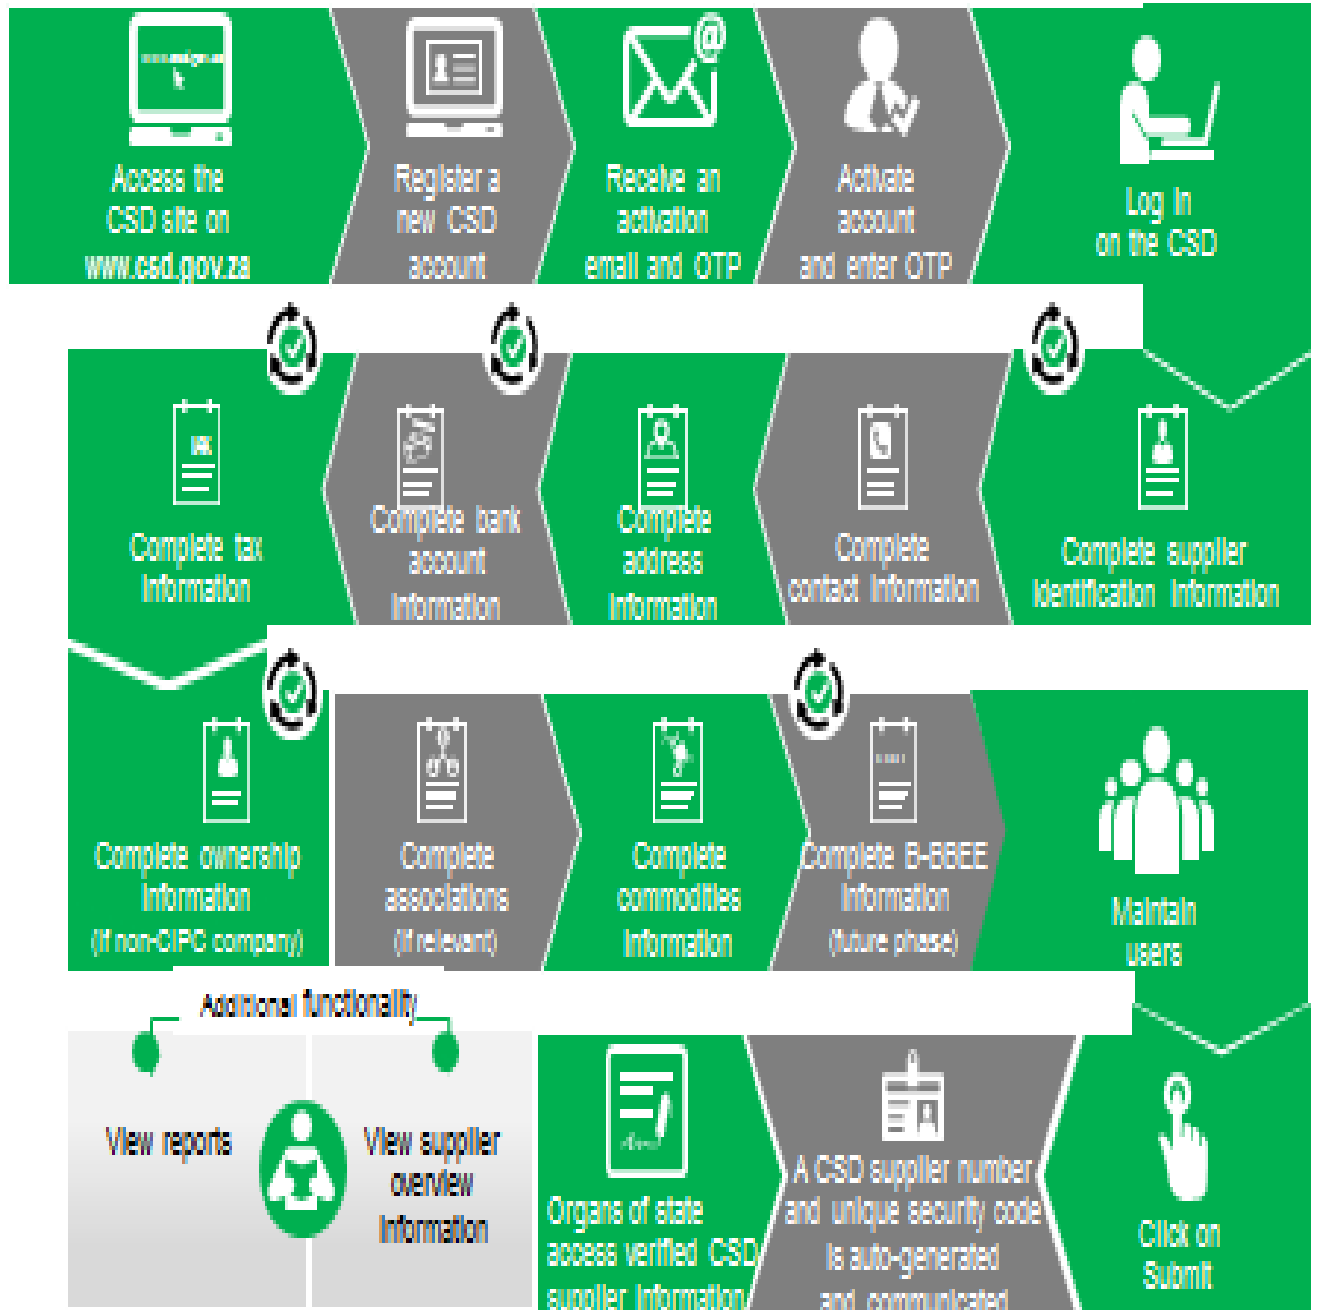 Access the
CSD site on
www.csd.gov.za
Register a
new CSD
account
Receive an
activation
email and OTP
Activate
account
and enter OTP
Log in
on the CSD
Complete supplier
identification information
Complete
contact information
Complete
address
information
Complete bank
account
information
Complete tax
information
Complete ownership
information
(if non-CIPC company)
Complete
associations
(if relevant)
Complete
commodities
information
Complete B-BBEE
information
(future phase)
Maintain
users
Click on
Submit
A CSD supplier number
and unique security code
is auto-generated
and communicated
Organs of state
access verified CSD
supplier information
Additional functionality
View reports
View supplier
overview
information